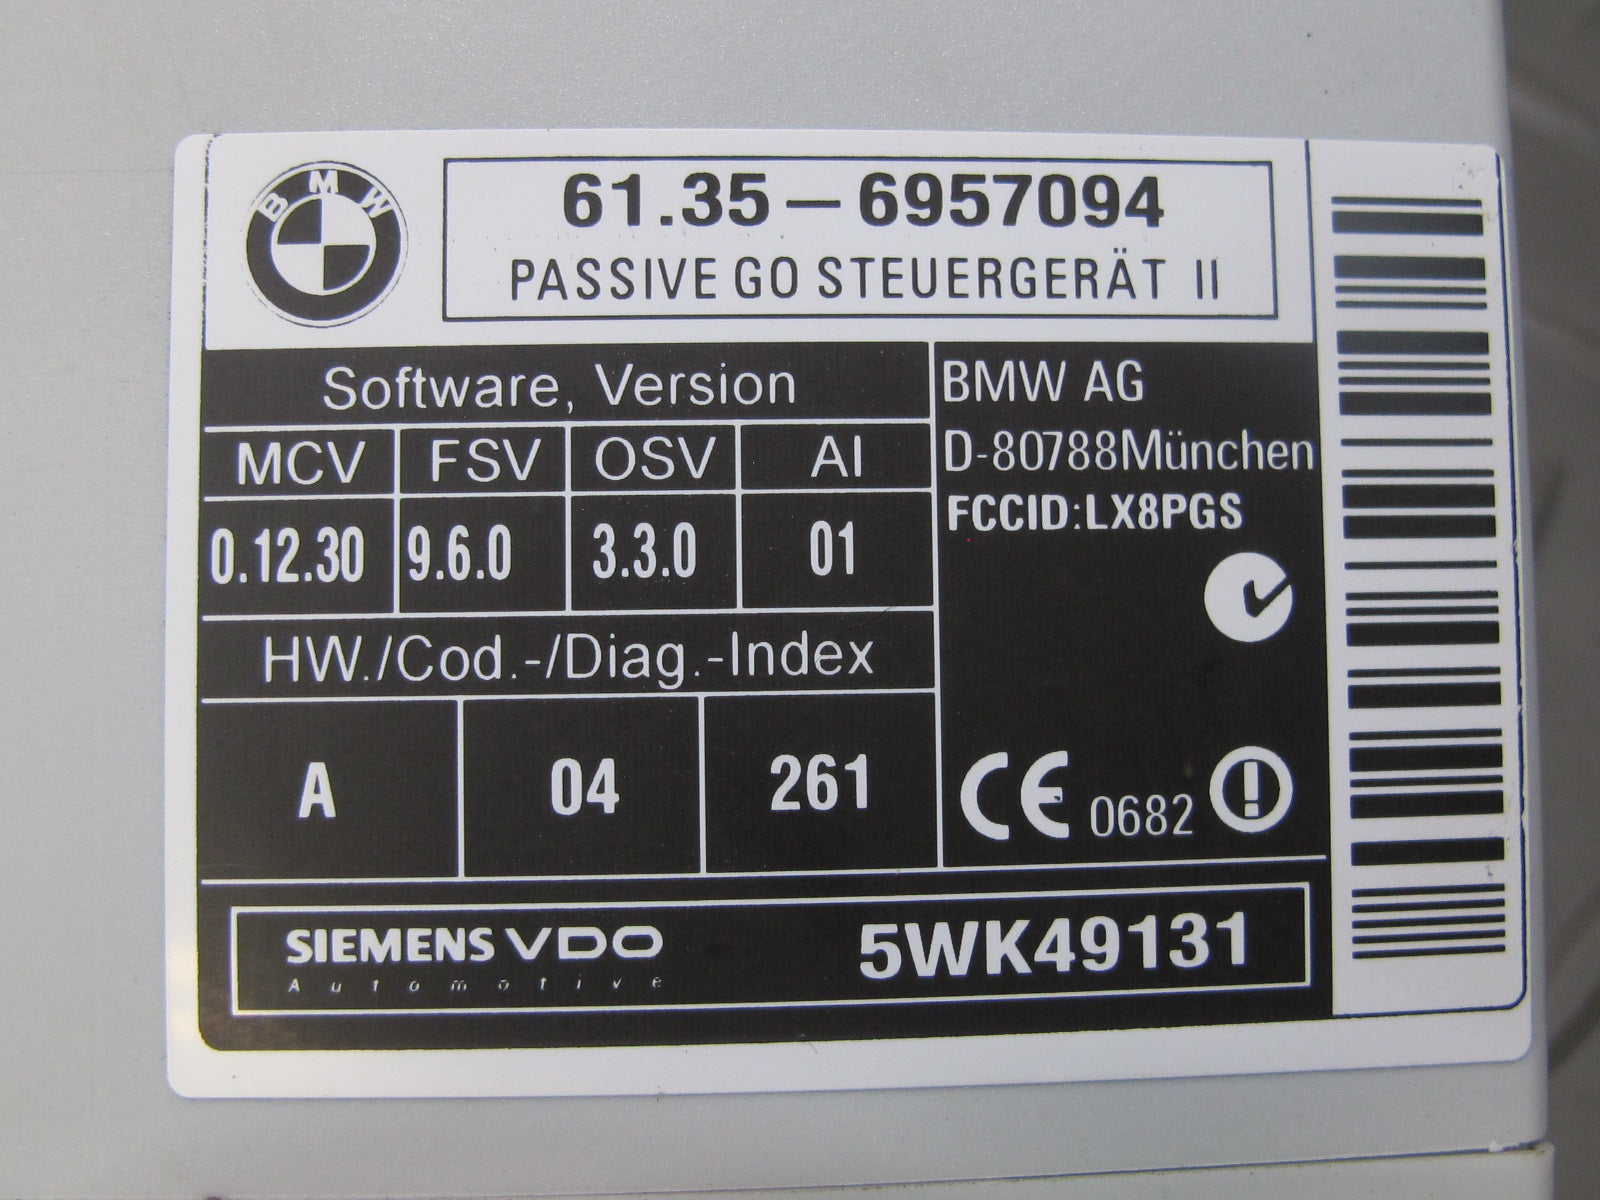 BMW
61.35-6957094
PASSIVE GO STEUERGERÄT II
Software, Version
MCV FSV OSV AI
0.12.30 9.6.0 3.3.0 01
HW./Cod.-/Diag.-Index
A 04 261
BMW AG
D-80788München
FCCID:LX8PGS
CE 0682
SIEMENS VDO
Automotive
5WK49131